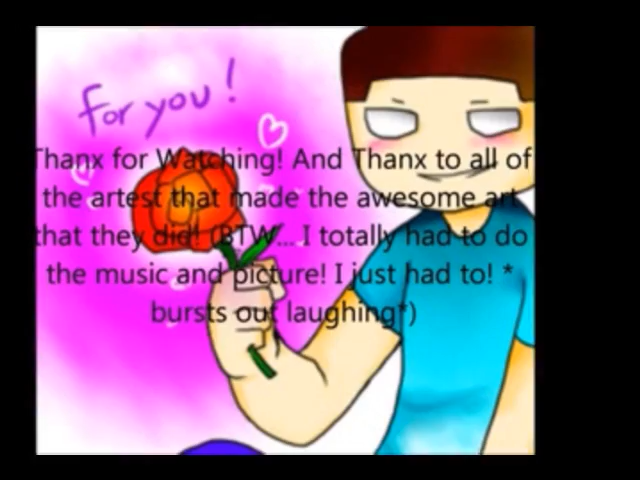 for you!
Thanx for Watching! And Thanx to all of
the artest that made the awesome art
that they did! (BTW... I totally had to do
the music and picture! I just had to! *
bursts out laughing*)